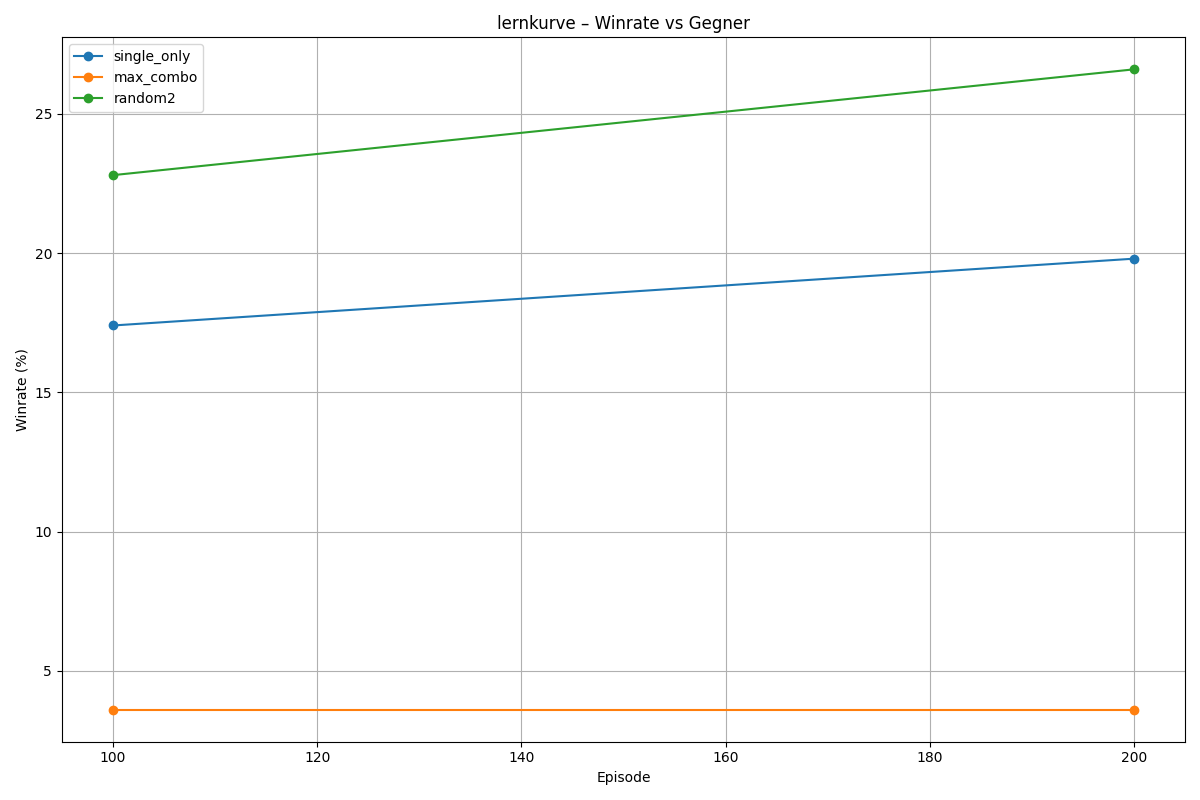 lernkurve – Winrate vs Gegner
single_only
max_combo
random2
Winrate (%)
25
20
15
10
5
100 120 140 160 180 200
Episode